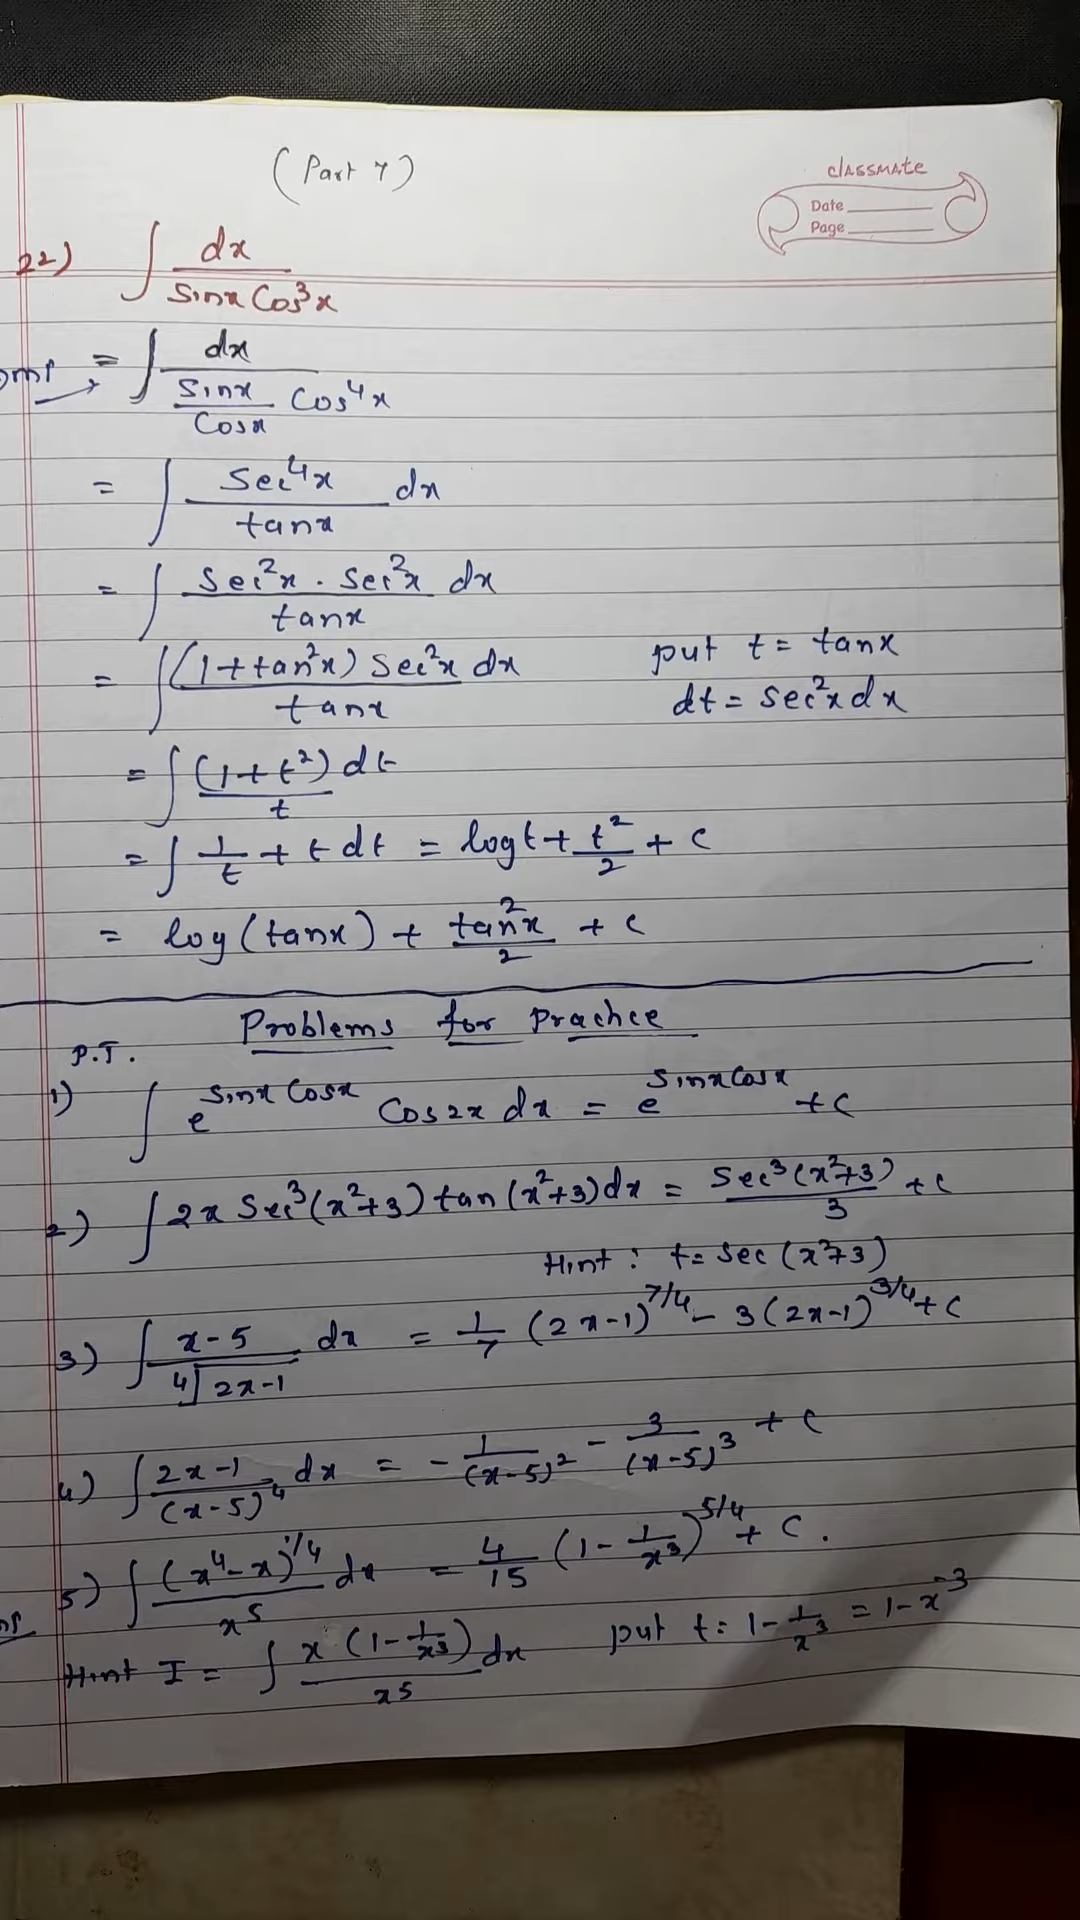 (Part 7)
classmate
Date
Page
22) ∫ dx / sinx cos³x
= ∫ dx / (sinx/cosx) cos⁴x
= ∫ sec⁴x / tanx dx
= ∫ sec²x . sec²x / tanx dx
= ∫ (1+tan²x) sec²x / tanx dx put t = tanx
dt = sec²x dx
= ∫ (1+t²) dt / t
= ∫ 1/t + t dt = logt + t²/2 + c
= log (tanx) + tan²x/2 + c
Problems for practice
P.T.
1) ∫ e^(sinx cosx) cos2x dx = e^(sinx cosx) + c
2) ∫ 2x sec³(x²+3) tan(x²+3) dx = sec³(x²+3)/3 + c
Hint : t = sec (x²+3)
3) ∫ x-5 / ⁴√2x-1 dx = 1/7 (2x-1)^(7/4) - 3(2x-1)^(3/4) + c
4) ∫ 2x-1 / (x-5)⁴ dx = - 1/(x-5)² - 3/(x-5)³ + c
5) ∫ (x⁴-x)^(1/4) / x⁵ dx = 4/15 (1 - 1/x³)^(5/4) + c .
Hint I = ∫ x (1 - 1/x³) / x⁵ dx put t = 1 - 1/x³ = 1 - x⁻³